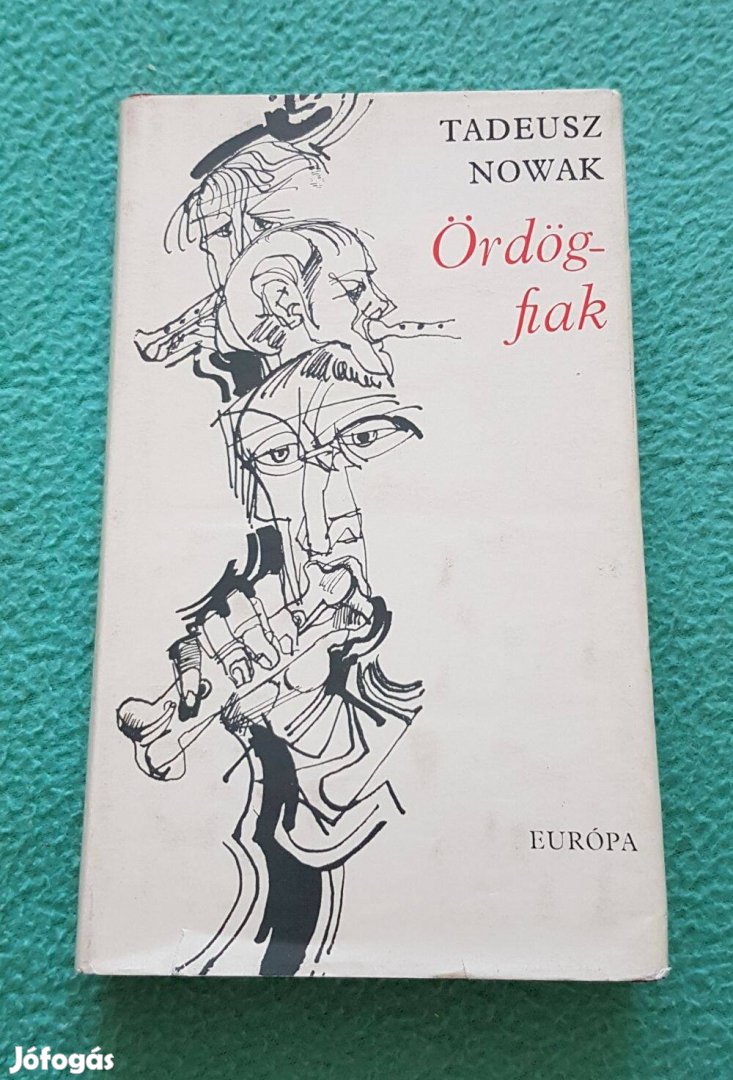 TADEUSZ
NOWAK
Ördög-
fiak
EURÓPA
Jófogás